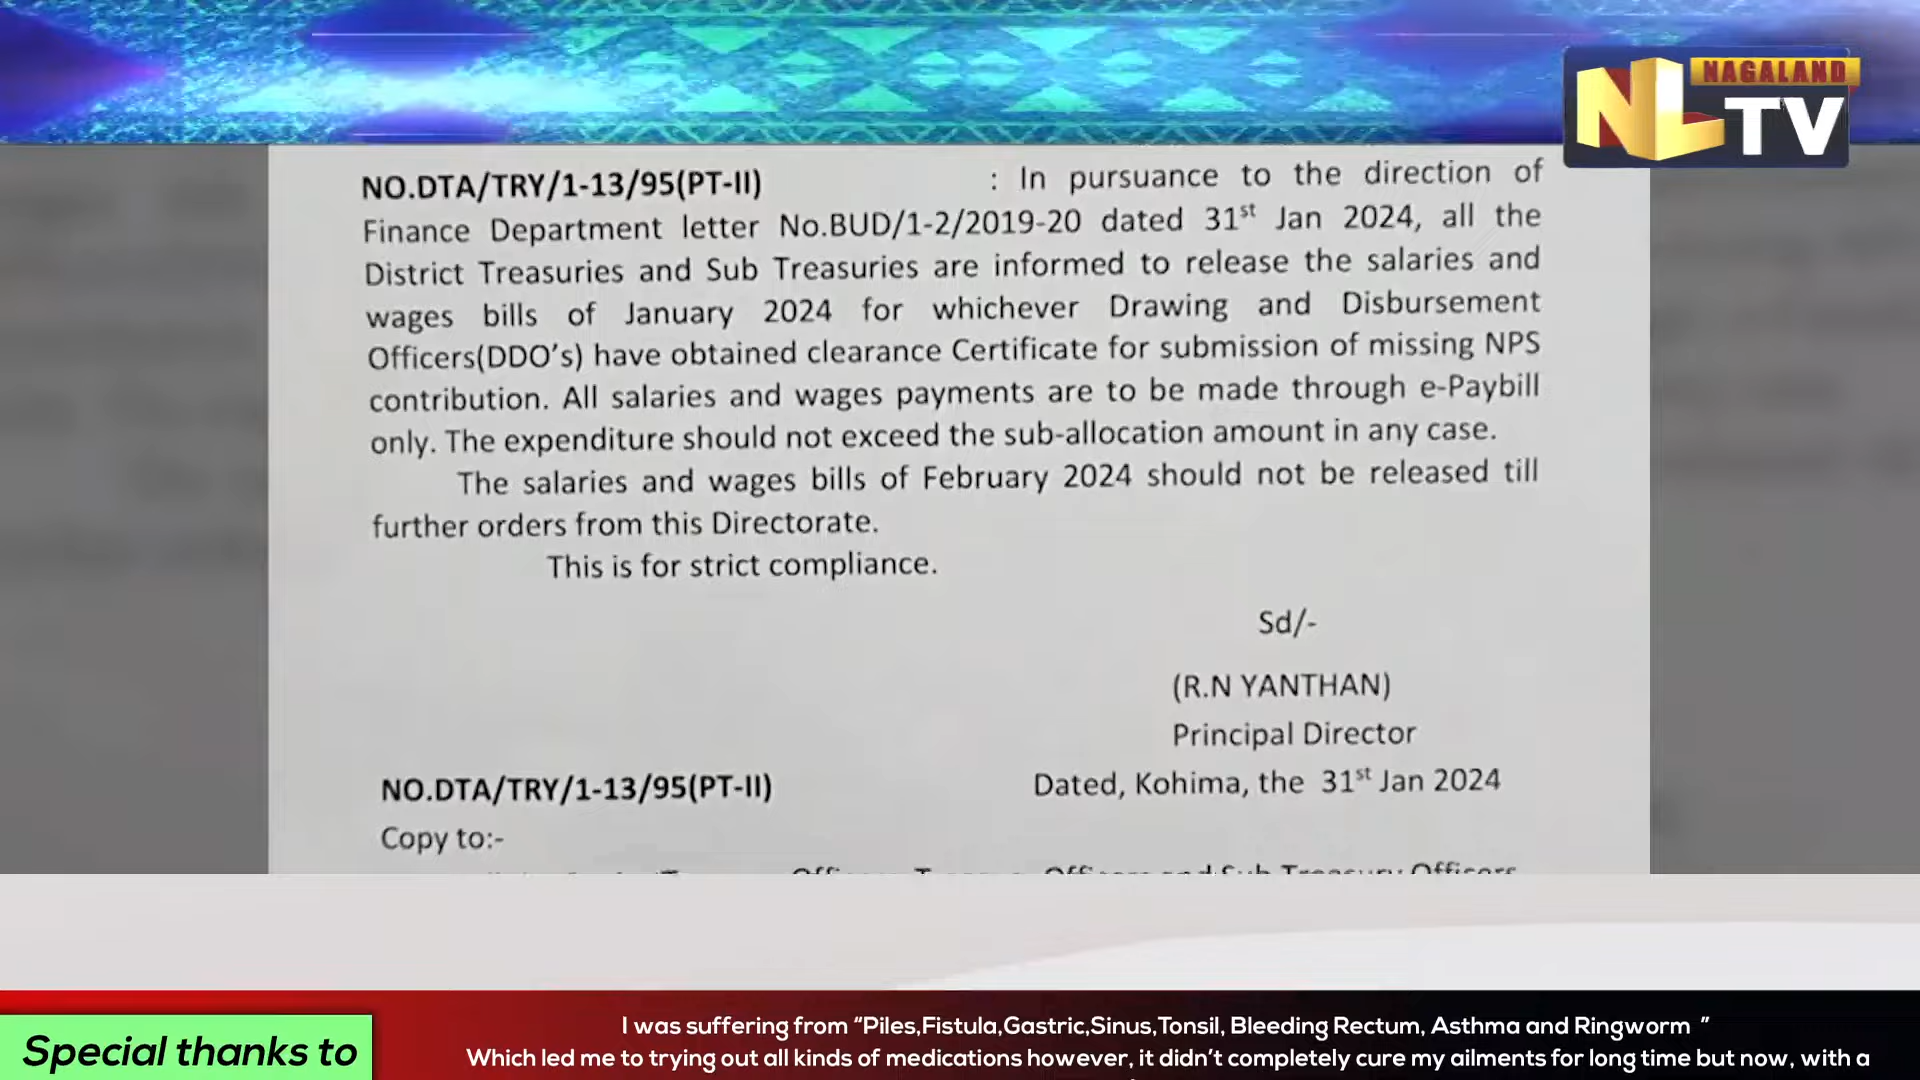 NAGALAND
NL TV
NO.DTA/TRY/1-13/95(PT-II) : In pursuance to the direction of
Finance Department letter No.BUD/1-2/2019-20 dated 31st Jan 2024, all the
District Treasuries and Sub Treasuries are informed to release the salaries and
wages bills of January 2024 for whichever Drawing and Disbursement
Officers(DDO's) have obtained clearance Certificate for submission of missing NPS
contribution. All salaries and wages payments are to be made through e-Paybill
only. The expenditure should not exceed the sub-allocation amount in any case.
The salaries and wages bills of February 2024 should not be released till
further orders from this Directorate.
This is for strict compliance.
Sd/-
(R.N YANTHAN)
Principal Director
NO.DTA/TRY/1-13/95(PT-II) Dated, Kohima, the 31st Jan 2024
Copy to:-
Officers and Sub Treasury Officers
Special thanks to
I was suffering from "Piles,Fistula,Gastric,Sinus,Tonsil, Bleeding Rectum, Asthma and Ringworm "
Which led me to trying out all kinds of medications however, it didn't completely cure my ailments for long time but now, with a